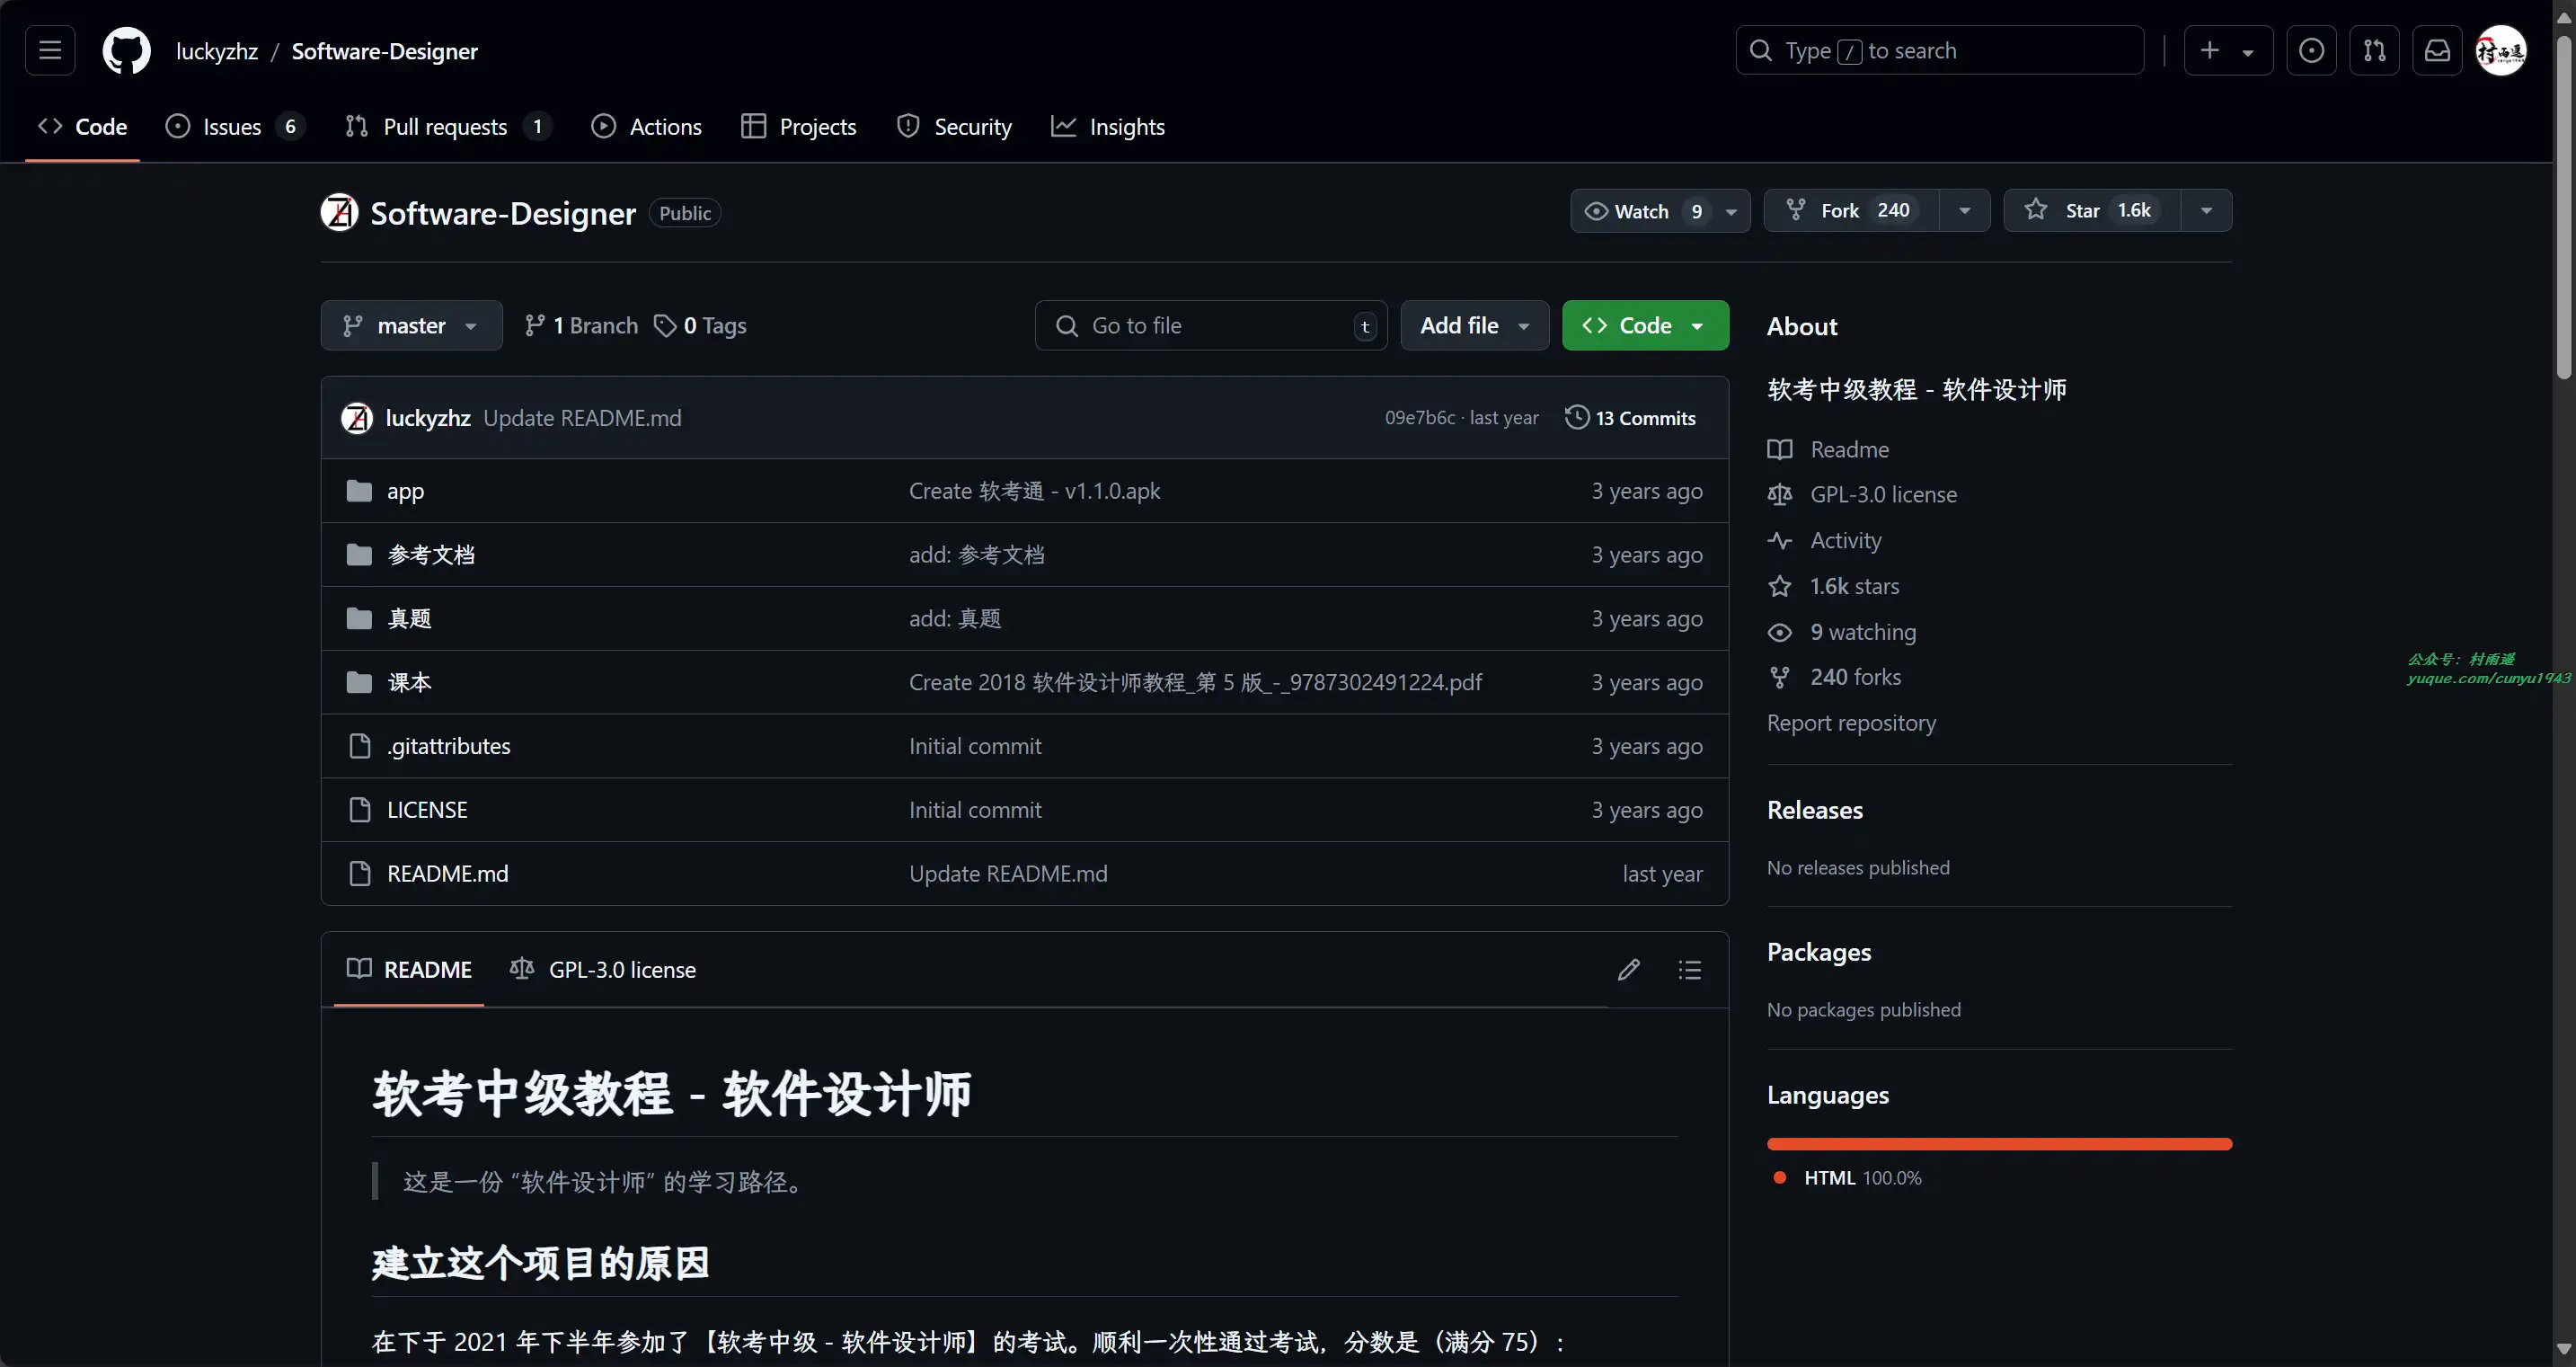 luckyzhz / Software-Designer
Type / to search
Code
Issues 6
Pull requests 1
Actions
Projects
Security
Insights
Software-Designer Public
Watch 9
Fork 240
Star 1.6k
master
1 Branch
0 Tags
Go to file t
Add file
Code
luckyzhz Update README.md 09e7b6c · last year 13 Commits
app Create 软考通 - v1.1.0.apk 3 years ago
参考文档 add: 参考文档 3 years ago
真题 add: 真题 3 years ago
课本 Create 2018 软件设计师教程_第 5 版_-_9787302491224.pdf 3 years ago
.gitattributes Initial commit 3 years ago
LICENSE Initial commit 3 years ago
README.md Update README.md last year
README
GPL-3.0 license
软考中级教程 - 软件设计师
这是一份 “软件设计师” 的学习路径。
建立这个项目的原因
在下于 2021 年下半年参加了【软考中级 - 软件设计师】的考试。顺利一次性通过考试，分数是（满分 75）：
About
软考中级教程 - 软件设计师
Readme
GPL-3.0 license
Activity
1.6k stars
9 watching
240 forks
Report repository
Releases
No releases published
Packages
No packages published
Languages
HTML 100.0%
公众号：村雨遥
yuque.com/cunyu1943